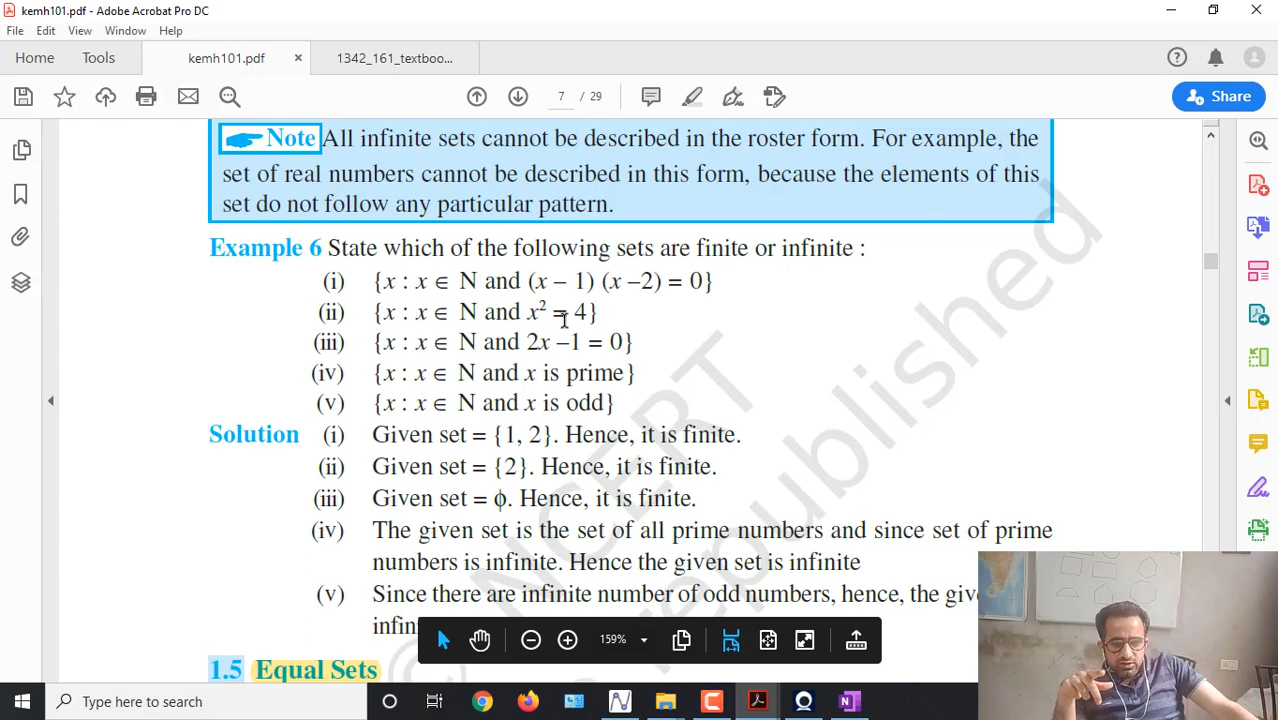 kemh101.pdf - Adobe Acrobat Pro DC
File Edit View Window Help
Home Tools kemh101.pdf × 1342_161_textboo...
7 / 29 Share
Note All infinite sets cannot be described in the roster form. For example, the
set of real numbers cannot be described in this form, because the elements of this
set do not follow any particular pattern.
Example 6 State which of the following sets are finite or infinite :
(i) {x : x ∈ N and (x – 1) (x –2) = 0}
(ii) {x : x ∈ N and x² = 4}
(iii) {x : x ∈ N and 2x –1 = 0}
(iv) {x : x ∈ N and x is prime}
(v) {x : x ∈ N and x is odd}
Solution (i) Given set = {1, 2}. Hence, it is finite.
(ii) Given set = {2}. Hence, it is finite.
(iii) Given set = ϕ. Hence, it is finite.
(iv) The given set is the set of all prime numbers and since set of prime
numbers is infinite. Hence the given set is infinite
(v) Since there are infinite number of odd numbers, hence, the
159%
1.5 Equal Sets
© NCERT
republished
Type here to search